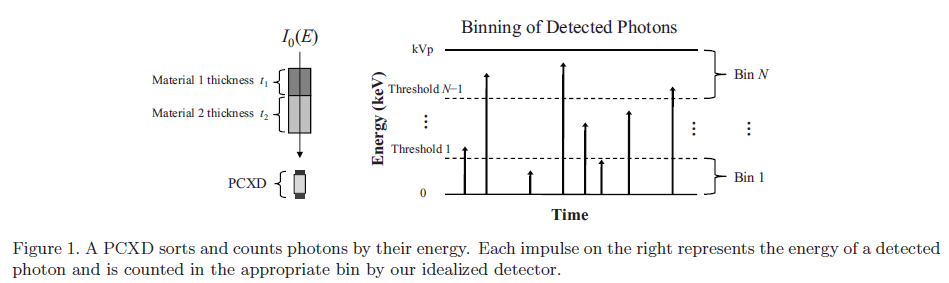 I₀(E)
Material 1 thickness t₁
Material 2 thickness t₂
PCXD
Binning of Detected Photons
Energy (keV)
kVp
Threshold N−1
⋮
Threshold 1
0
Time
⋮
⋮
Bin N
Bin 1
Figure 1. A PCXD sorts and counts photons by their energy. Each impulse on the right represents the energy of a detected
photon and is counted in the appropriate bin by our idealized detector.